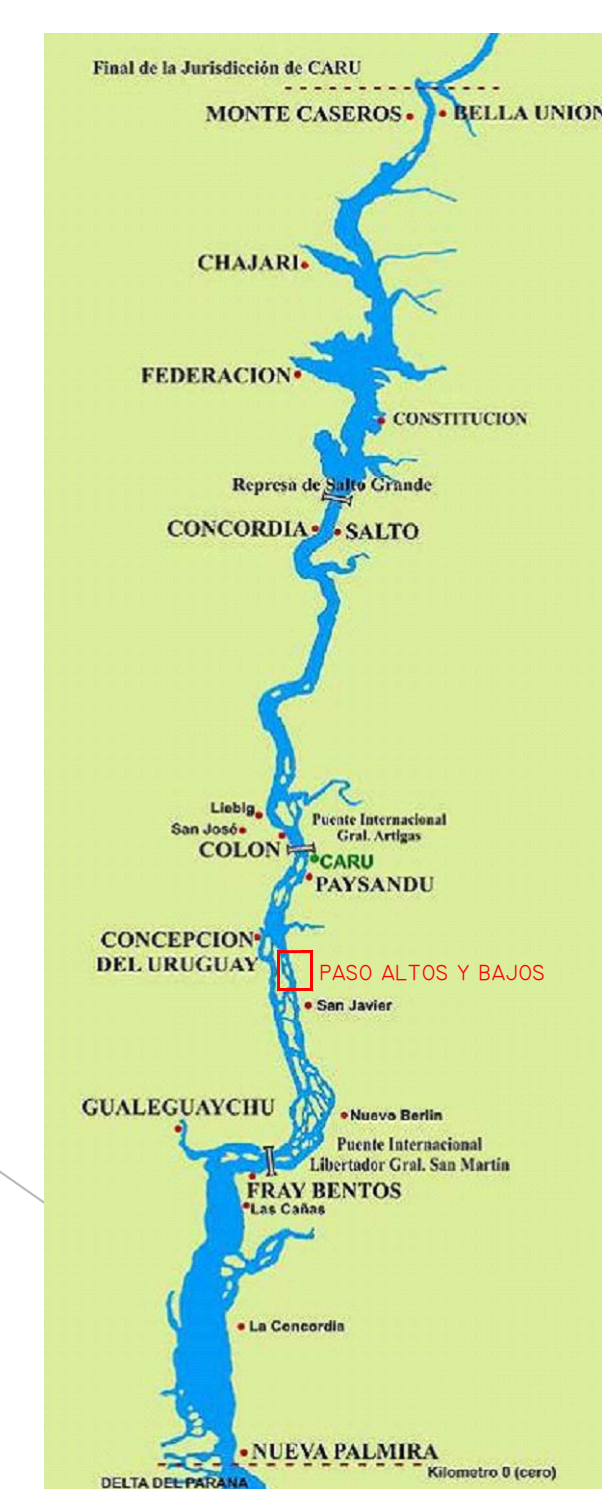 Final de la Jurisdicción de CARU
MONTE CASEROS
BELLA UNION
CHAJARI
FEDERACION
CONSTITUCION
Represa de Salto Grande
CONCORDIA
SALTO
Liebig
San José
COLON
Puente Internacional
Gral. Artigas
CARU
PAYSANDU
CONCEPCION
DEL URUGUAY
PASO ALTOS Y BAJOS
San Javier
GUALEGUAYCHU
Nuevo Berlin
Puente Internacional
Libertador Gral. San Martín
FRAY BENTOS
Las Cañas
La Concordia
NUEVA PALMIRA
Kilometro 0 (cero)
DELTA DEL PARANA